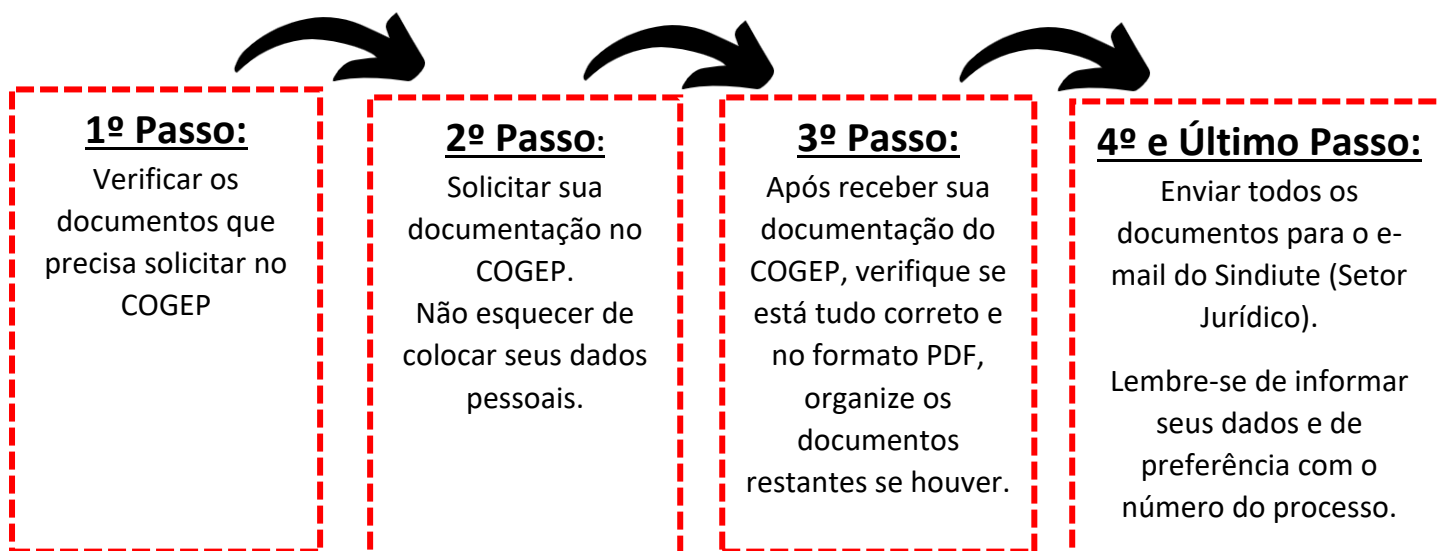 1º Passo:
Verificar os
documentos que
precisa solicitar no
COGEP
2º Passo:
Solicitar sua
documentação no
COGEP.
Não esquecer de
colocar seus dados
pessoais.
3º Passo:
Após receber sua
documentação do
COGEP, verifique se
está tudo correto e
no formato PDF,
organize os
documentos
restantes se houver.
4º e Último Passo:
Enviar todos os
documentos para o e-
mail do Sindiute (Setor
Jurídico).
Lembre-se de informar
seus dados e de
preferência com o
número do processo.